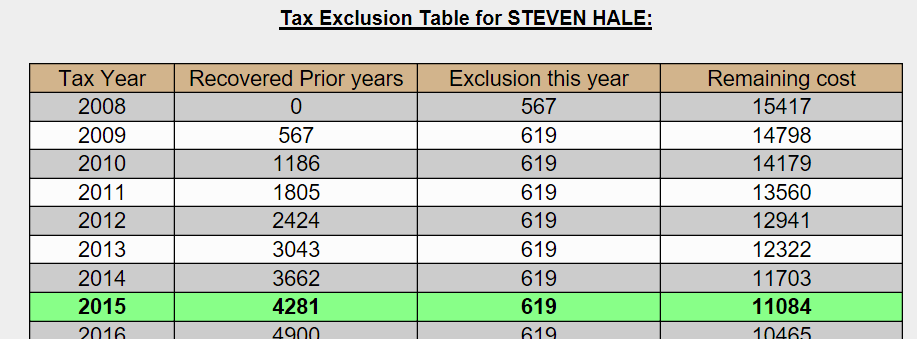 Tax Exclusion Table for STEVEN HALE:
Tax Year Recovered Prior years Exclusion this year Remaining cost
2008 0 567 15417
2009 567 619 14798
2010 1186 619 14179
2011 1805 619 13560
2012 2424 619 12941
2013 3043 619 12322
2014 3662 619 11703
2015 4281 619 11084
2016 4900 619 10465